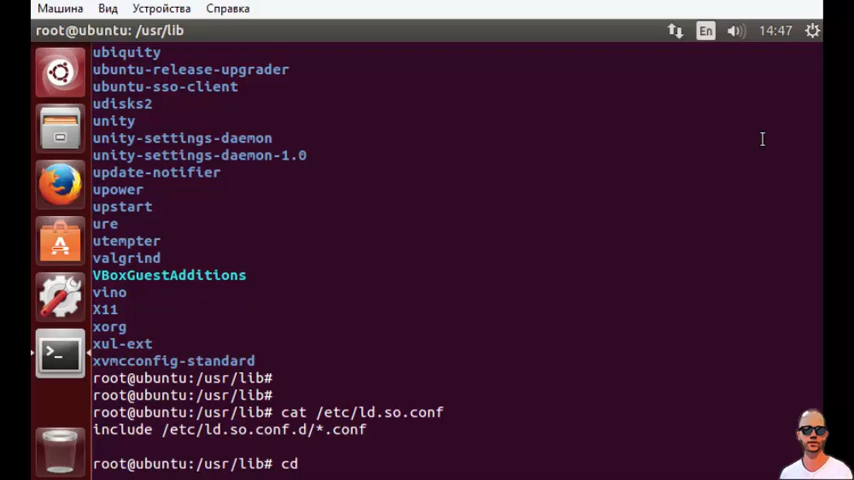 Машина Вид Устройства Справка
root@ubuntu: /usr/lib En 14:47
ubiquity
ubuntu-release-upgrader
ubuntu-sso-client
udisks2
unity
unity-settings-daemon
unity-settings-daemon-1.0
update-notifier
upower
upstart
ure
utempter
valgrind
VBoxGuestAdditions
vino
X11
xorg
xul-ext
xvmcconfig-standard
root@ubuntu:/usr/lib#
root@ubuntu:/usr/lib#
root@ubuntu:/usr/lib# cat /etc/ld.so.conf
include /etc/ld.so.conf.d/*.conf
root@ubuntu:/usr/lib# cd